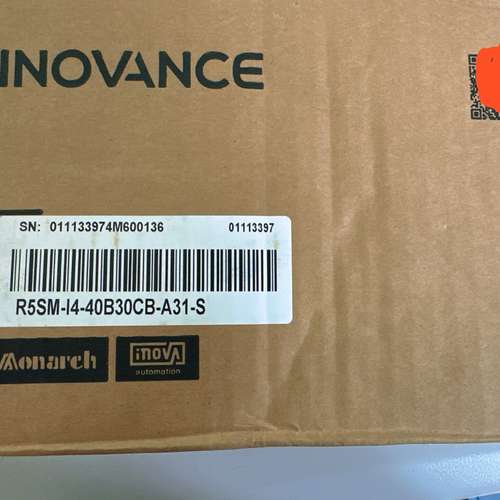 INOVANCE
SN: 011133974M600136 01113397
R5SM-I4-40B30CB-A31-S
Monarch
inova
automation